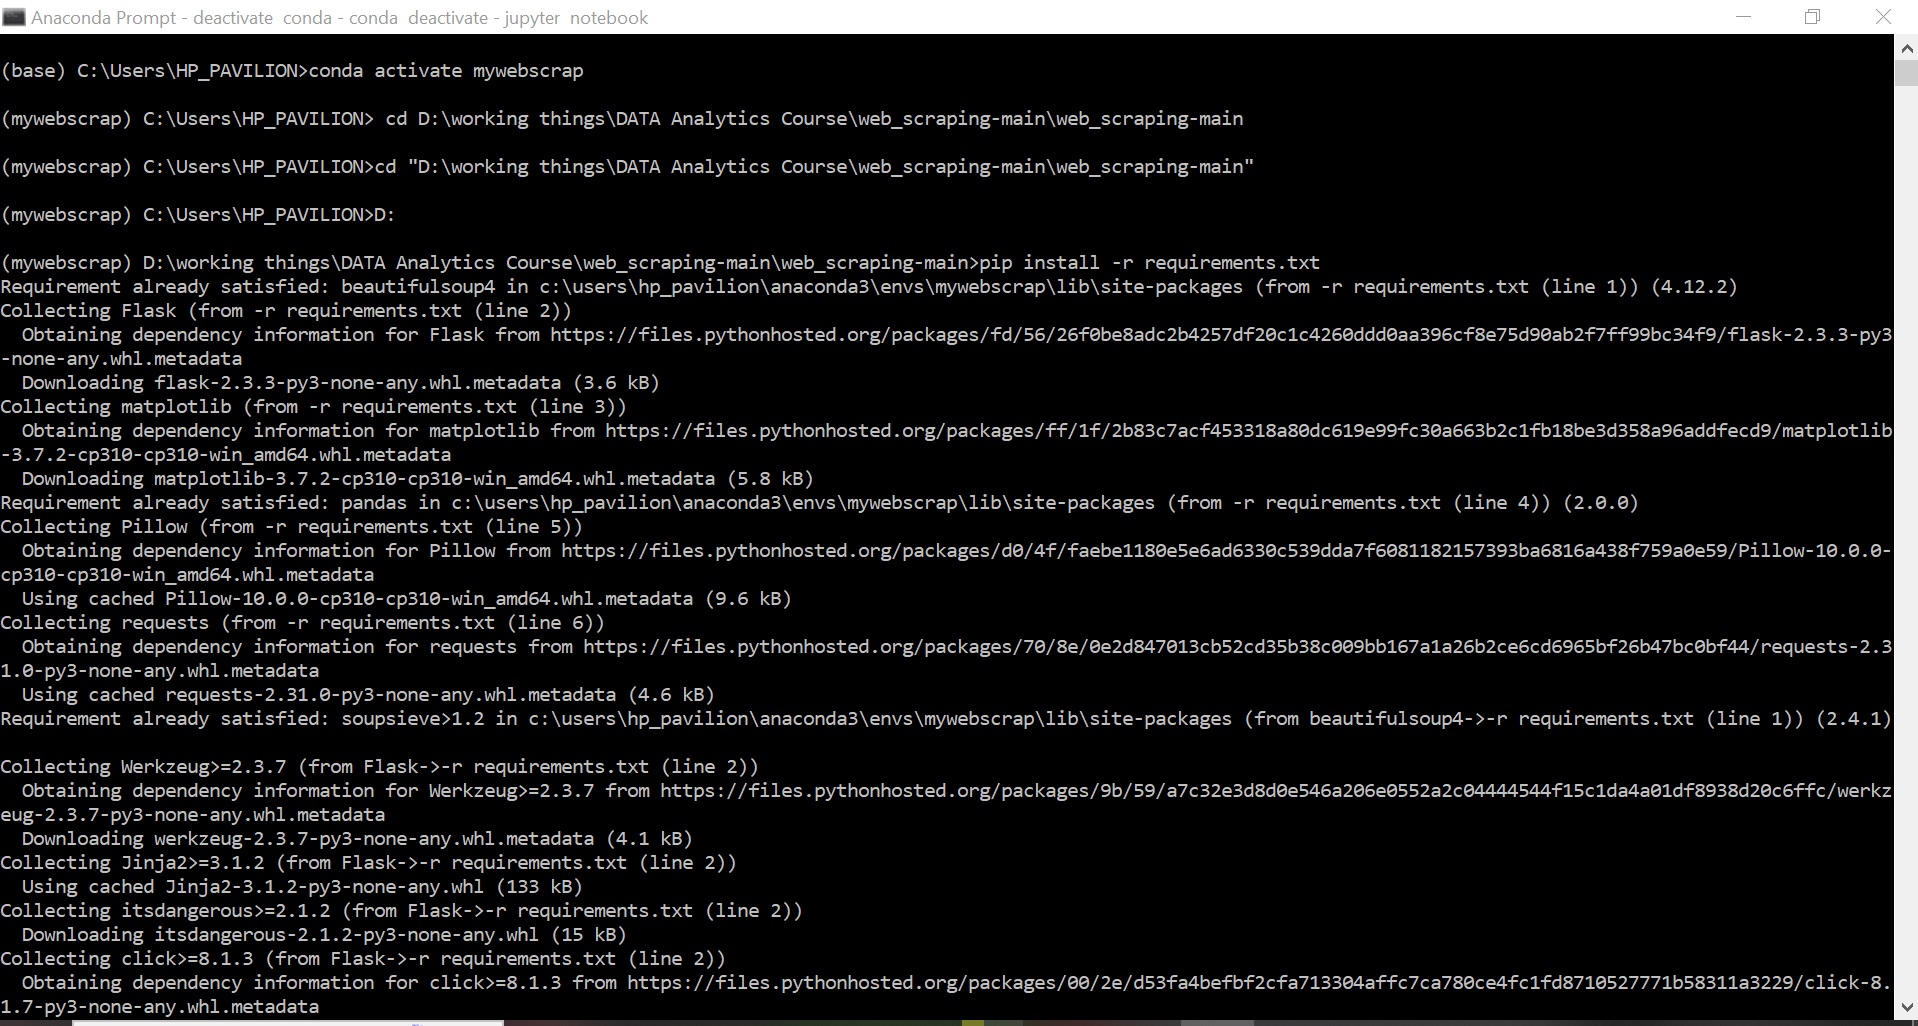 Anaconda Prompt - deactivate  conda - conda  deactivate - jupyter  notebook
(base) C:\Users\HP_PAVILION>conda activate mywebscrap
(mywebscrap) C:\Users\HP_PAVILION> cd D:\working things\DATA Analytics Course\web_scraping-main\web_scraping-main
(mywebscrap) C:\Users\HP_PAVILION>cd "D:\working things\DATA Analytics Course\web_scraping-main\web_scraping-main"
(mywebscrap) C:\Users\HP_PAVILION>D:
(mywebscrap) D:\working things\DATA Analytics Course\web_scraping-main\web_scraping-main>pip install -r requirements.txt
Requirement already satisfied: beautifulsoup4 in c:\users\hp_pavilion\anaconda3\envs\mywebscrap\lib\site-packages (from -r requirements.txt (line 1)) (4.12.2)
Collecting Flask (from -r requirements.txt (line 2))
  Obtaining dependency information for Flask from https://files.pythonhosted.org/packages/fd/56/26f0be8adc2b4257df20c1c4260ddd0aa396cf8e75d90ab2f7ff99bc34f9/flask-2.3.3-py3
-none-any.whl.metadata
  Downloading flask-2.3.3-py3-none-any.whl.metadata (3.6 kB)
Collecting matplotlib (from -r requirements.txt (line 3))
  Obtaining dependency information for matplotlib from https://files.pythonhosted.org/packages/ff/1f/2b83c7acf453318a80dc619e99fc30a663b2c1fb18be3d358a96addfecd9/matplotlib
-3.7.2-cp310-cp310-win_amd64.whl.metadata
  Downloading matplotlib-3.7.2-cp310-cp310-win_amd64.whl.metadata (5.8 kB)
Requirement already satisfied: pandas in c:\users\hp_pavilion\anaconda3\envs\mywebscrap\lib\site-packages (from -r requirements.txt (line 4)) (2.0.0)
Collecting Pillow (from -r requirements.txt (line 5))
  Obtaining dependency information for Pillow from https://files.pythonhosted.org/packages/d0/4f/faebe1180e5e6ad6330c539dda7f6081182157393ba6816a438f759a0e59/Pillow-10.0.0-
cp310-cp310-win_amd64.whl.metadata
  Using cached Pillow-10.0.0-cp310-cp310-win_amd64.whl.metadata (9.6 kB)
Collecting requests (from -r requirements.txt (line 6))
  Obtaining dependency information for requests from https://files.pythonhosted.org/packages/70/8e/0e2d847013cb52cd35b38c009bb167a1a26b2ce6cd6965bf26b47bc0bf44/requests-2.3
1.0-py3-none-any.whl.metadata
  Using cached requests-2.31.0-py3-none-any.whl.metadata (4.6 kB)
Requirement already satisfied: soupsieve>1.2 in c:\users\hp_pavilion\anaconda3\envs\mywebscrap\lib\site-packages (from beautifulsoup4->-r requirements.txt (line 1)) (2.4.1)
Collecting Werkzeug>=2.3.7 (from Flask->-r requirements.txt (line 2))
  Obtaining dependency information for Werkzeug>=2.3.7 from https://files.pythonhosted.org/packages/9b/59/a7c32e3d8d0e546a206e0552a2c04444544f15c1da4a01df8938d20c6ffc/werkz
eug-2.3.7-py3-none-any.whl.metadata
  Downloading werkzeug-2.3.7-py3-none-any.whl.metadata (4.1 kB)
Collecting Jinja2>=3.1.2 (from Flask->-r requirements.txt (line 2))
  Using cached Jinja2-3.1.2-py3-none-any.whl (133 kB)
Collecting itsdangerous>=2.1.2 (from Flask->-r requirements.txt (line 2))
  Downloading itsdangerous-2.1.2-py3-none-any.whl (15 kB)
Collecting click>=8.1.3 (from Flask->-r requirements.txt (line 2))
  Obtaining dependency information for click>=8.1.3 from https://files.pythonhosted.org/packages/00/2e/d53fa4befbf2cfa713304affc7ca780ce4fc1fd8710527771b58311a3229/click-8.
1.7-py3-none-any.whl.metadata